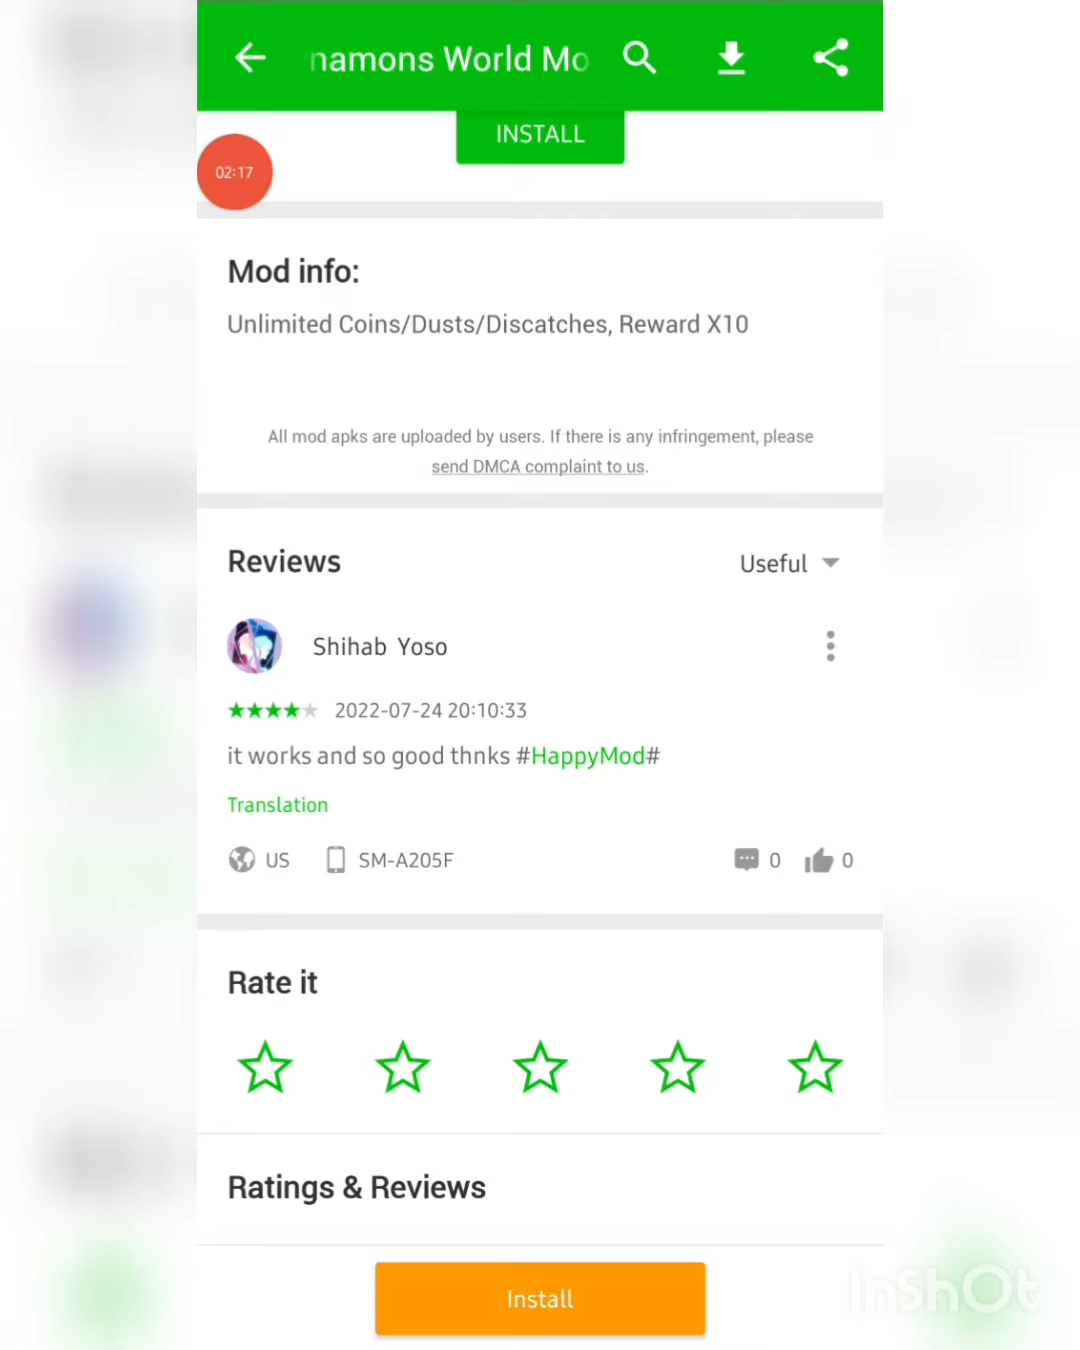 namons World Mo
INSTALL
02:17
Mod info:
Unlimited Coins/Dusts/Discatches, Reward X10
All mod apks are uploaded by users. If there is any infringement, please
send DMCA complaint to us.
Reviews
Useful
Shihab Yoso
2022-07-24 20:10:33
it works and so good thnks #HappyMod#
Translation
US
SM-A205F
0
0
Rate it
Ratings & Reviews
Install
InShOt